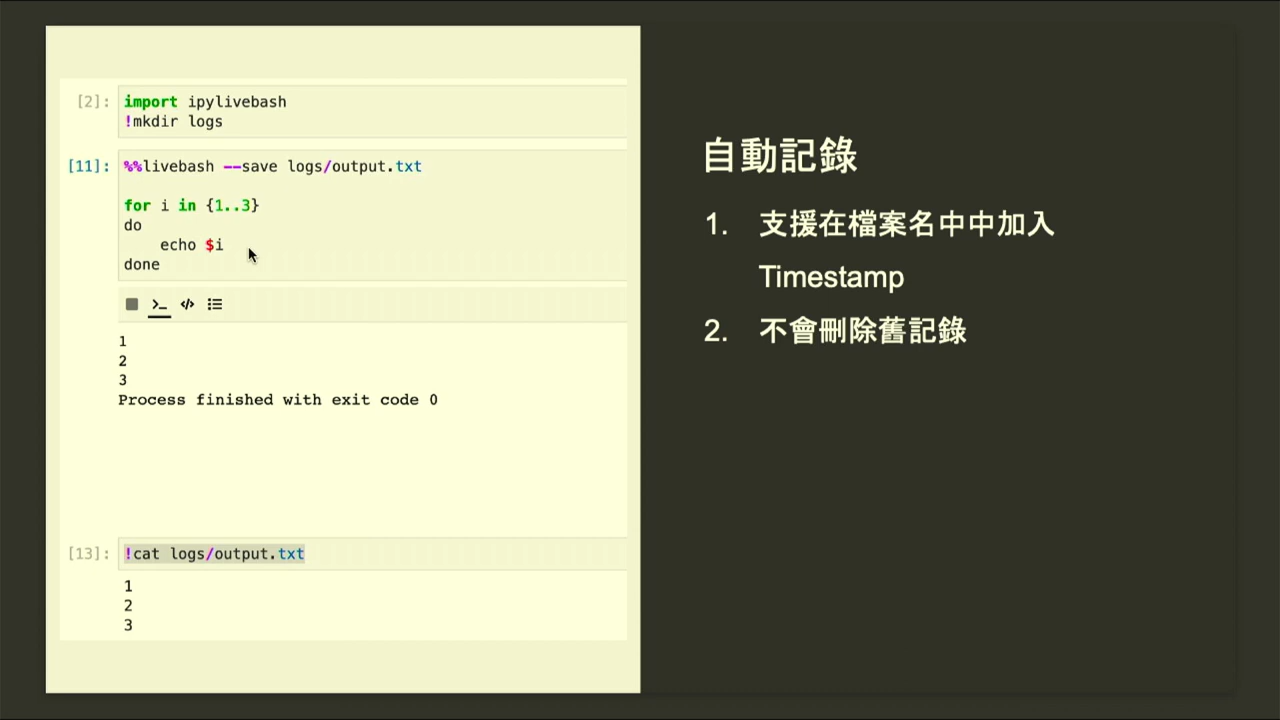 [2]: import ipylivebash
!mkdir logs
[11]: %%livebash --save logs/output.txt
for i in {1..3}
do
    echo $i
done
1
2
3
Process finished with exit code 0
[13]: !cat logs/output.txt
1
2
3
自動記錄
1. 支援在檔案名中中加入
Timestamp
2. 不會刪除舊記錄